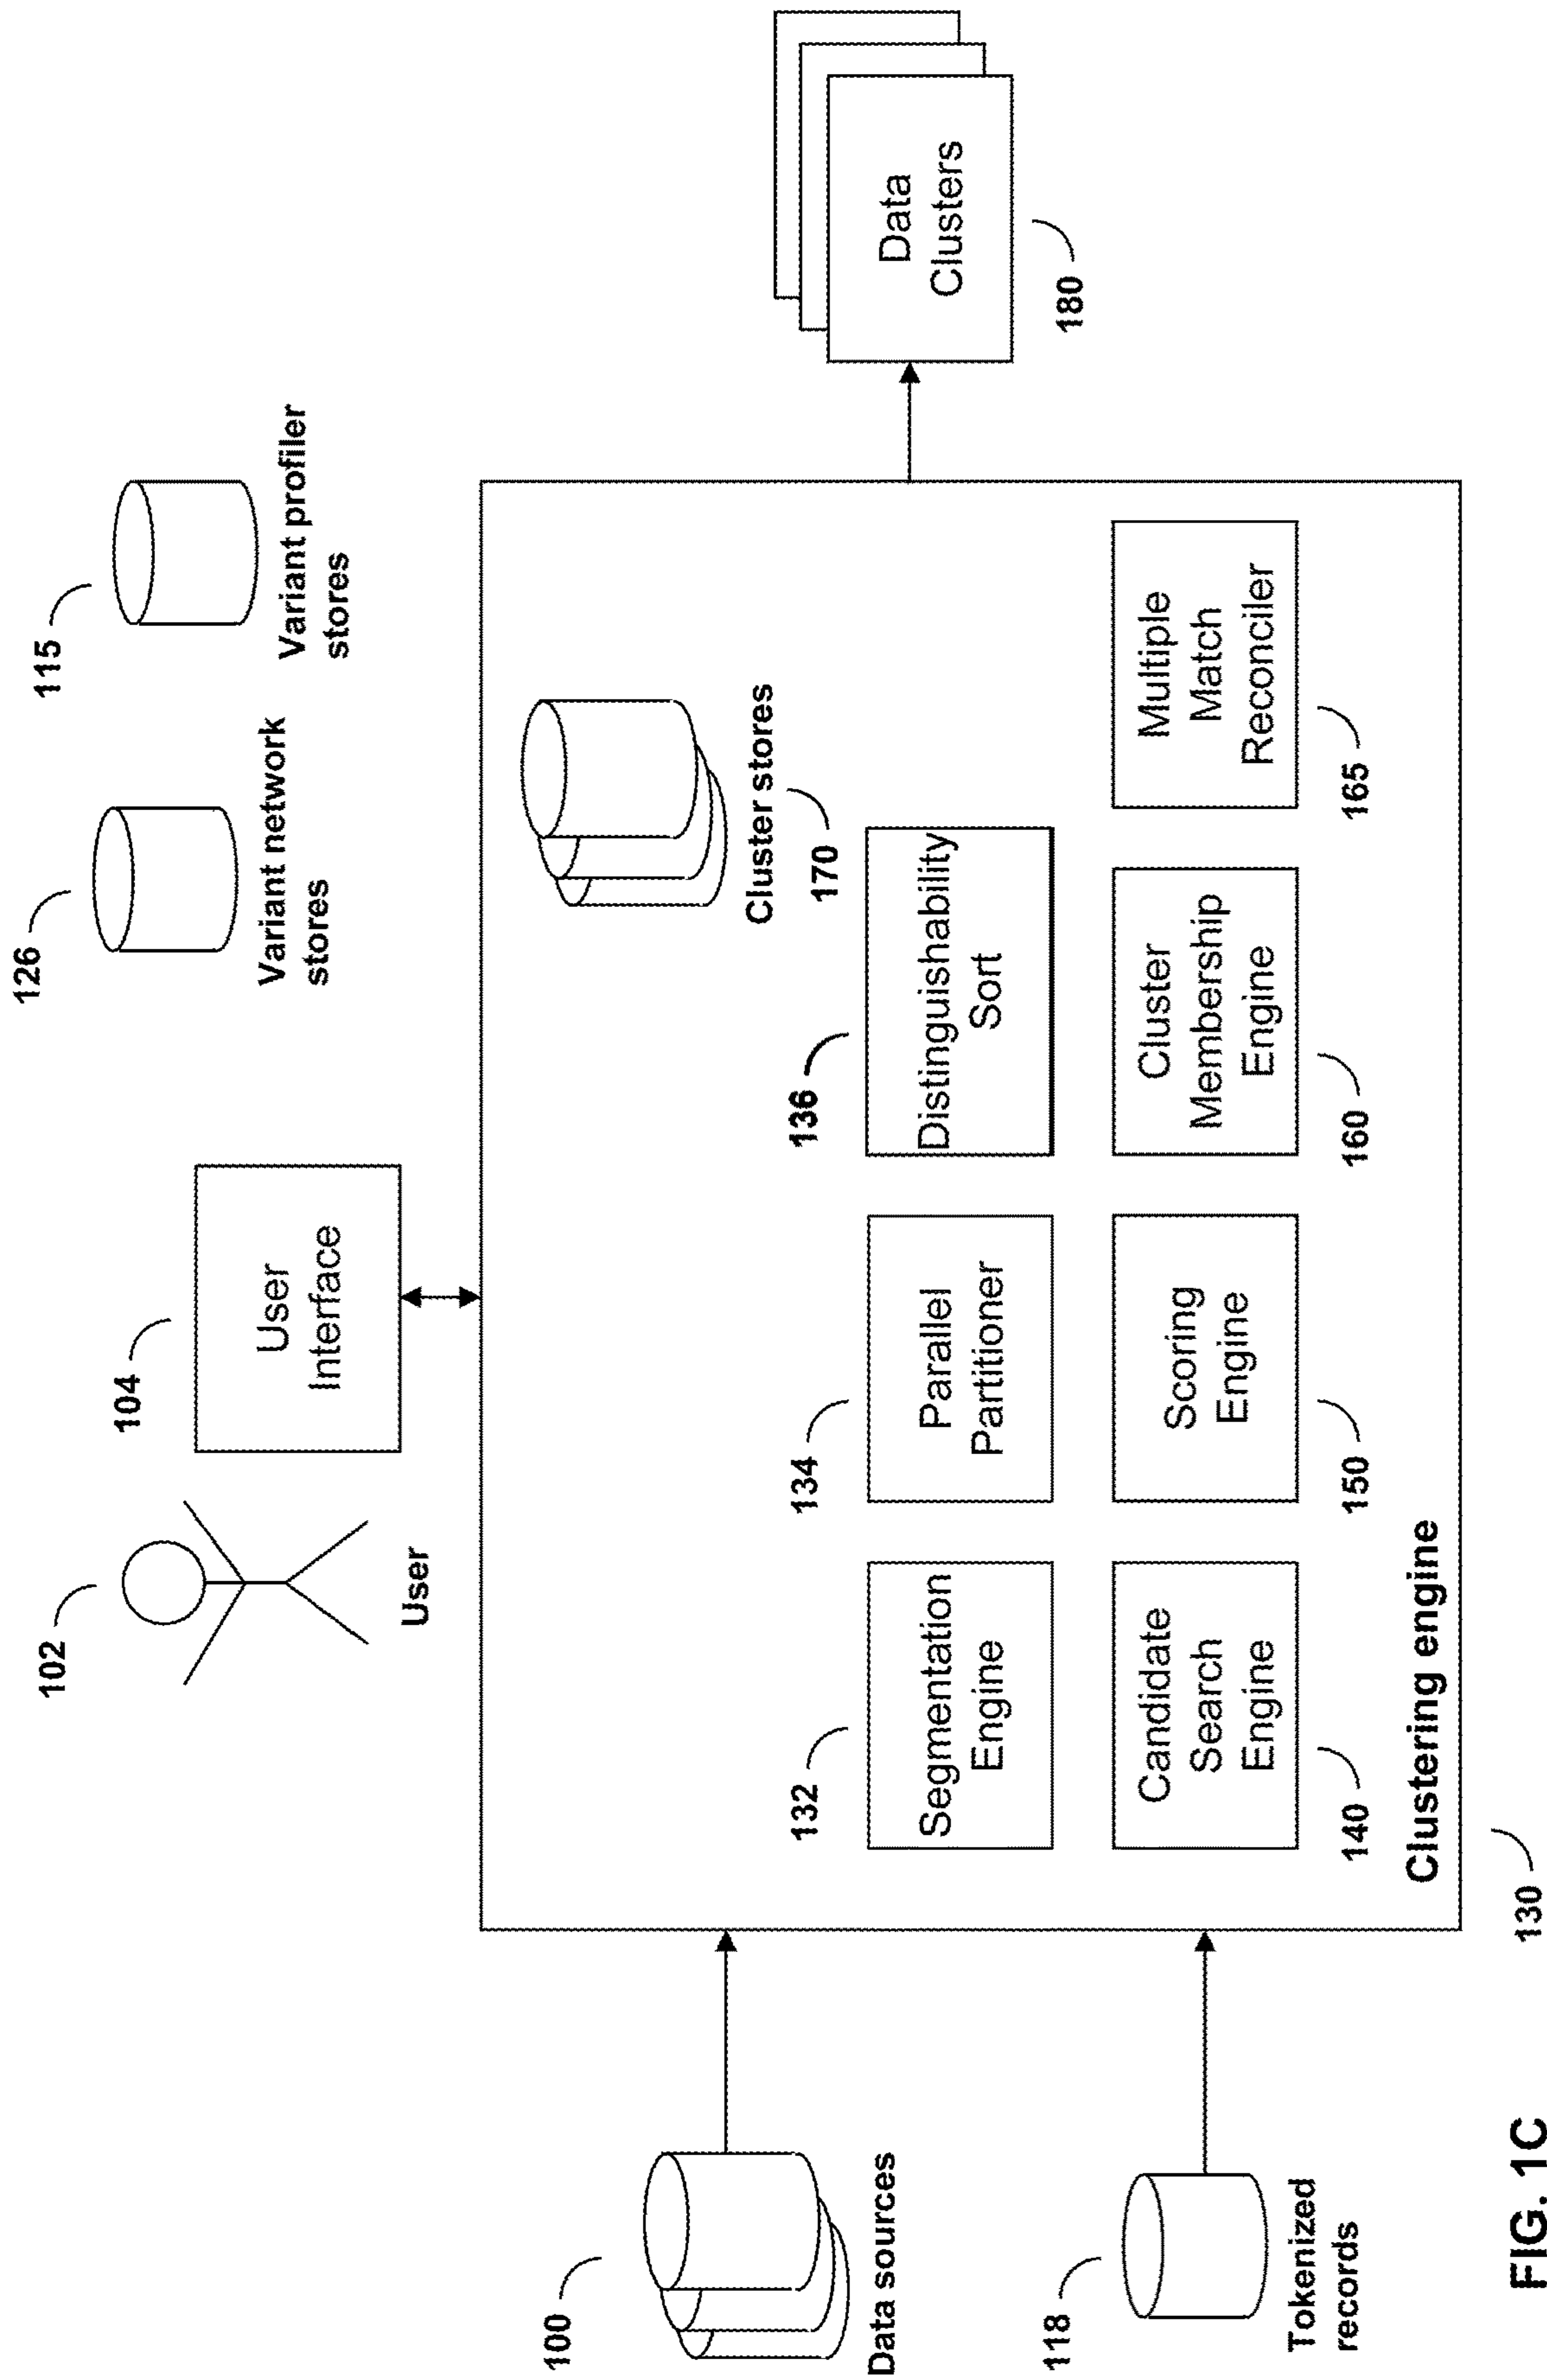 102
User
104
User
Interface
126
Variant network
stores
115
Variant profiler
stores
100
Data sources
118
Tokenized
records
Cluster stores
170
132
Segmentation
Engine
134
Parallel
Partitioner
136
Distinguishability
Sort
Candidate
Search
Engine
140
Scoring
Engine
150
Cluster
Membership
Engine
160
Multiple
Match
Reconciler
165
Clustering engine
130
Data
Clusters
180
FIG. 1C